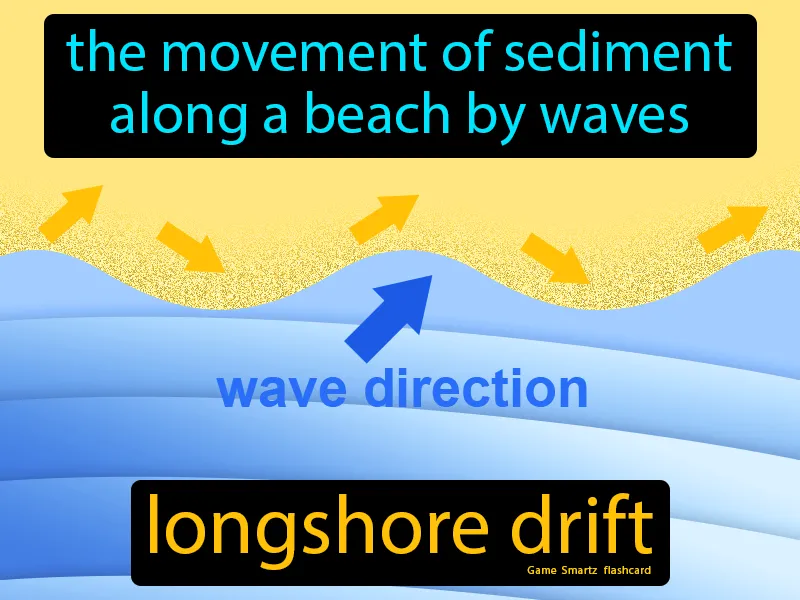 the movement of sediment
along a beach by waves
wave direction
longshore drift
Game Smartz flashcard